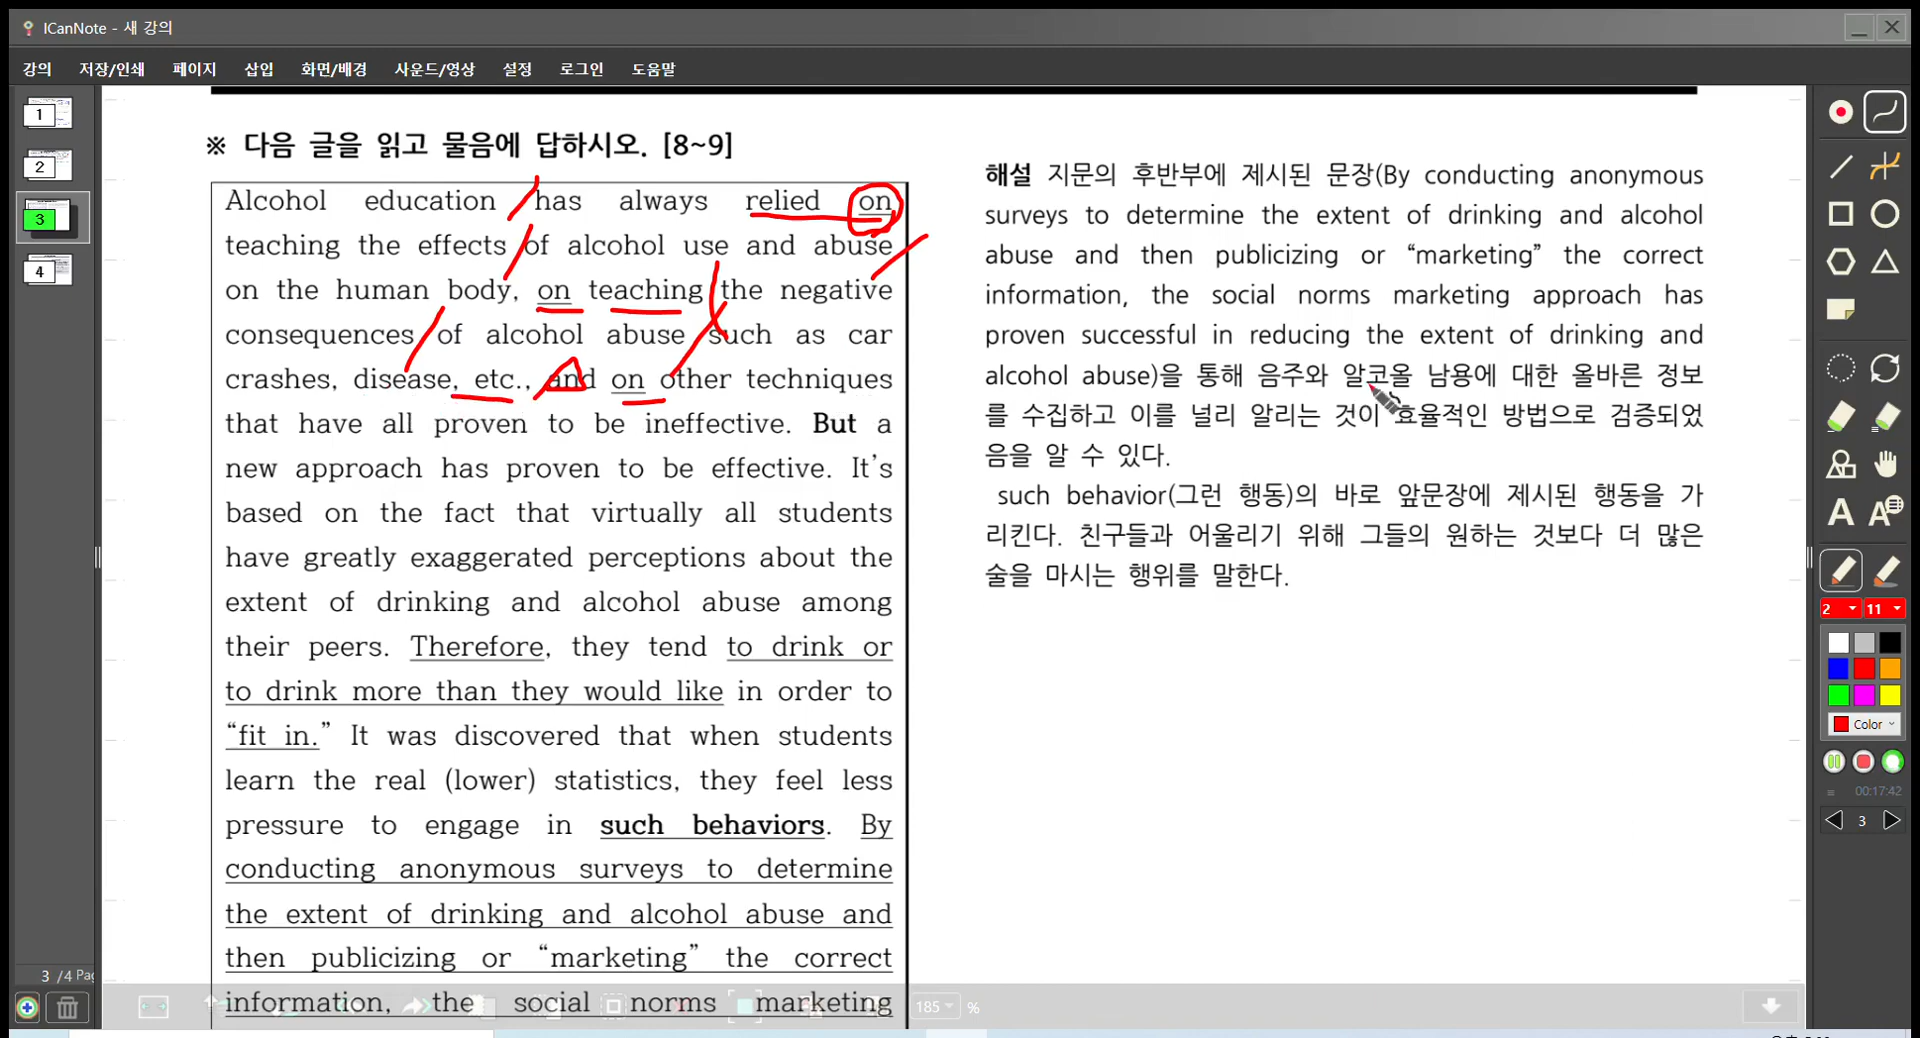 ICanNote - 새 강의
강의 저장/인쇄 페이지 삽입 화면/배경 사운드/영상 설정 로그인 도움말
1
2
3
4
※ 다음 글을 읽고 물음에 답하시오. [8~9]
Alcohol education has always relied on
teaching the effects of alcohol use and abuse
on the human body, on teaching the negative
consequences of alcohol abuse such as car
crashes, disease, etc., and on other techniques
that have all proven to be ineffective. But a
new approach has proven to be effective. It's
based on the fact that virtually all students
have greatly exaggerated perceptions about the
extent of drinking and alcohol abuse among
their peers. Therefore, they tend to drink or
to drink more than they would like in order to
“fit in.” It was discovered that when students
learn the real (lower) statistics, they feel less
pressure to engage in such behaviors. By
conducting anonymous surveys to determine
the extent of drinking and alcohol abuse and
then publicizing or “marketing” the correct
information, the social norms marketing
해설 지문의 후반부에 제시된 문장(By conducting anonymous
surveys to determine the extent of drinking and alcohol
abuse and then publicizing or “marketing” the correct
information, the social norms marketing approach has
proven successful in reducing the extent of drinking and
alcohol abuse)을 통해 음주와 알코올 남용에 대한 올바른 정보
를 수집하고 이를 널리 알리는 것이 효율적인 방법으로 검증되었
음을 알 수 있다.
such behavior(그런 행동)의 바로 앞문장에 제시된 행동을 가
리킨다. 친구들과 어울리기 위해 그들의 원하는 것보다 더 많은
술을 마시는 행위를 말한다.
A A
2 11
Color
00:17:42
3
3 /4 Pag
185 %